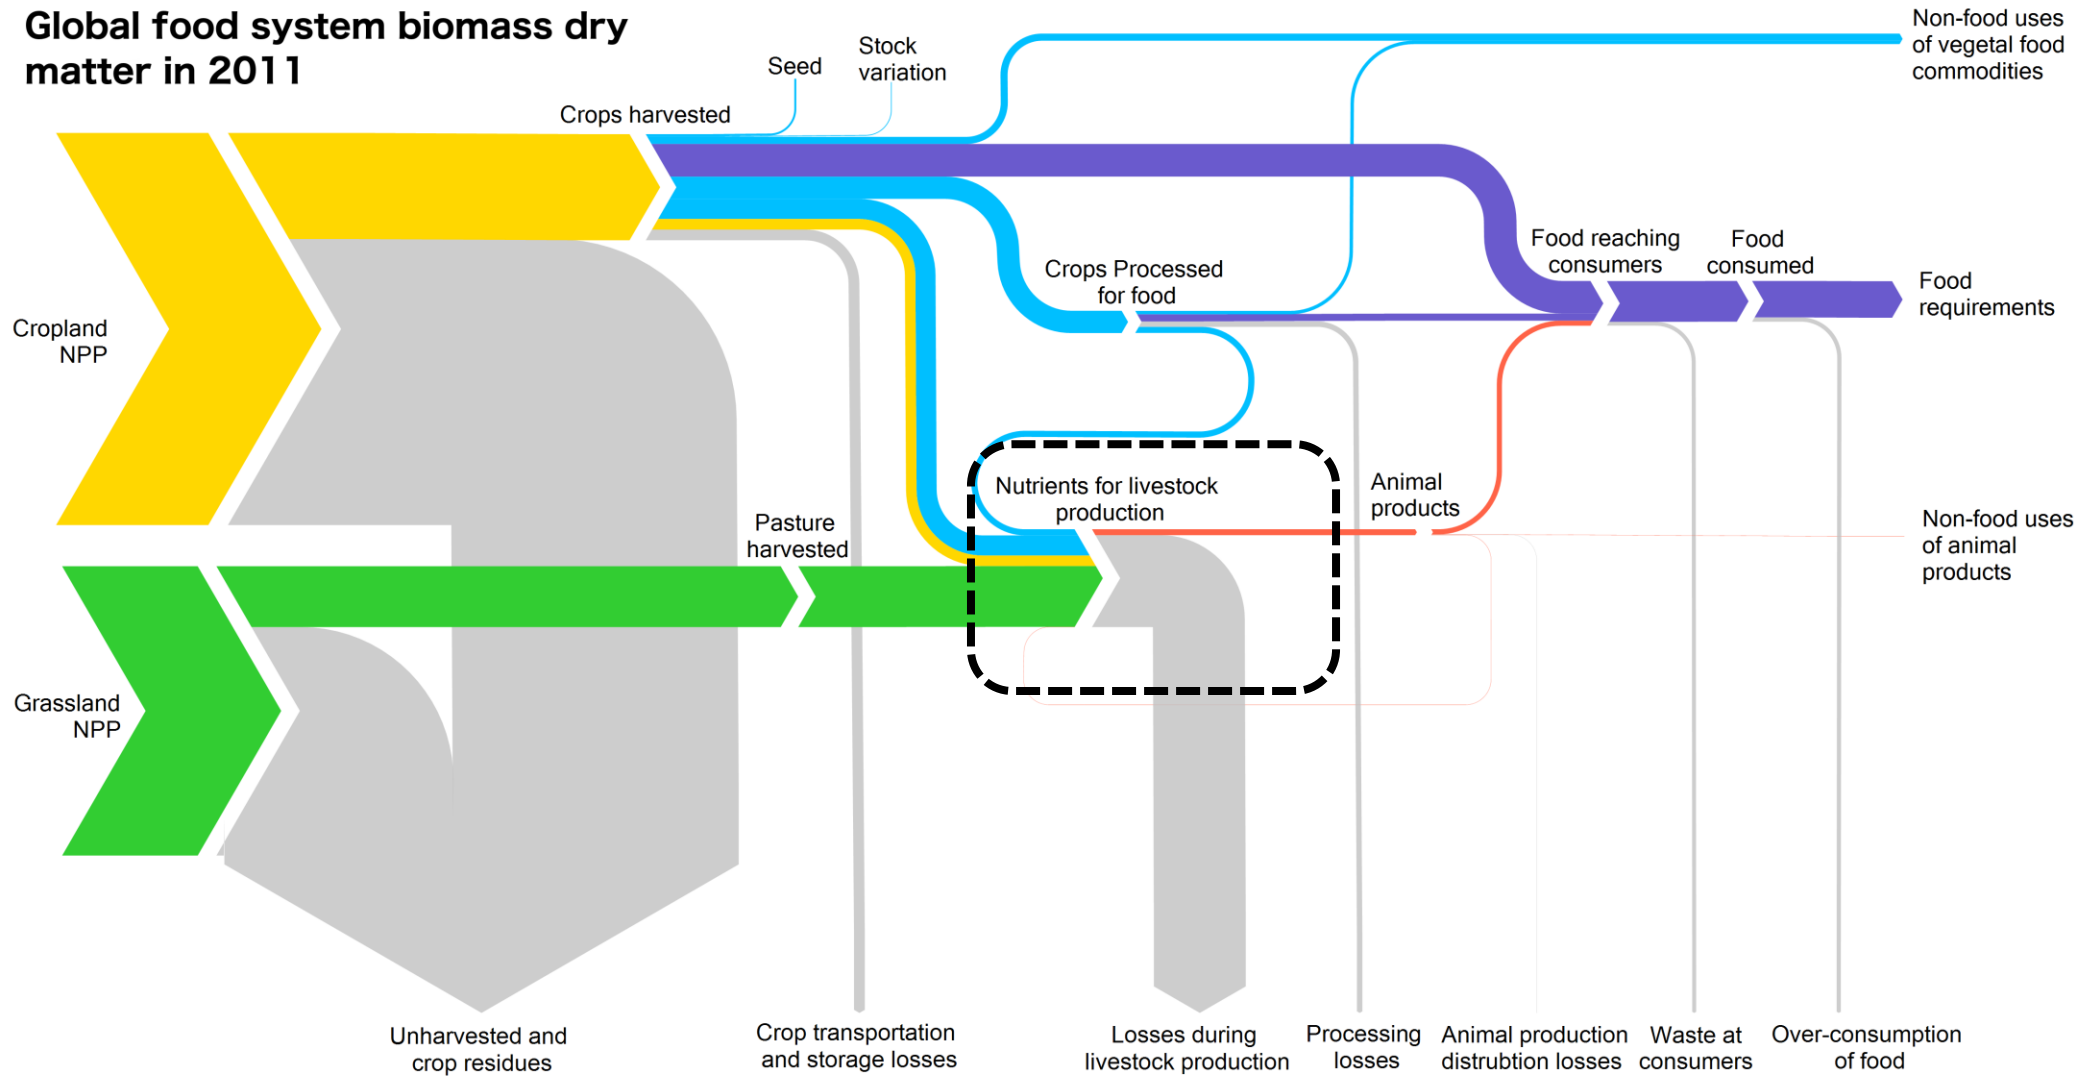 Global food system biomass dry
matter in 2011
Non-food uses
of vegetal food
commodities
Stock
variation
Seed
Crops harvested
Food reaching
consumers
Food
consumed
Food
requirements
Crops Processed
for food
Cropland
NPP
Nutrients for livestock
production
Animal
products
Pasture
harvested
Non-food uses
of animal
products
Grassland
NPP
Unharvested and
crop residues
Crop transportation
and storage losses
Losses during
livestock production
Processing
losses
Animal production
distrubtion losses
Waste at
consumers
Over-consumption
of food